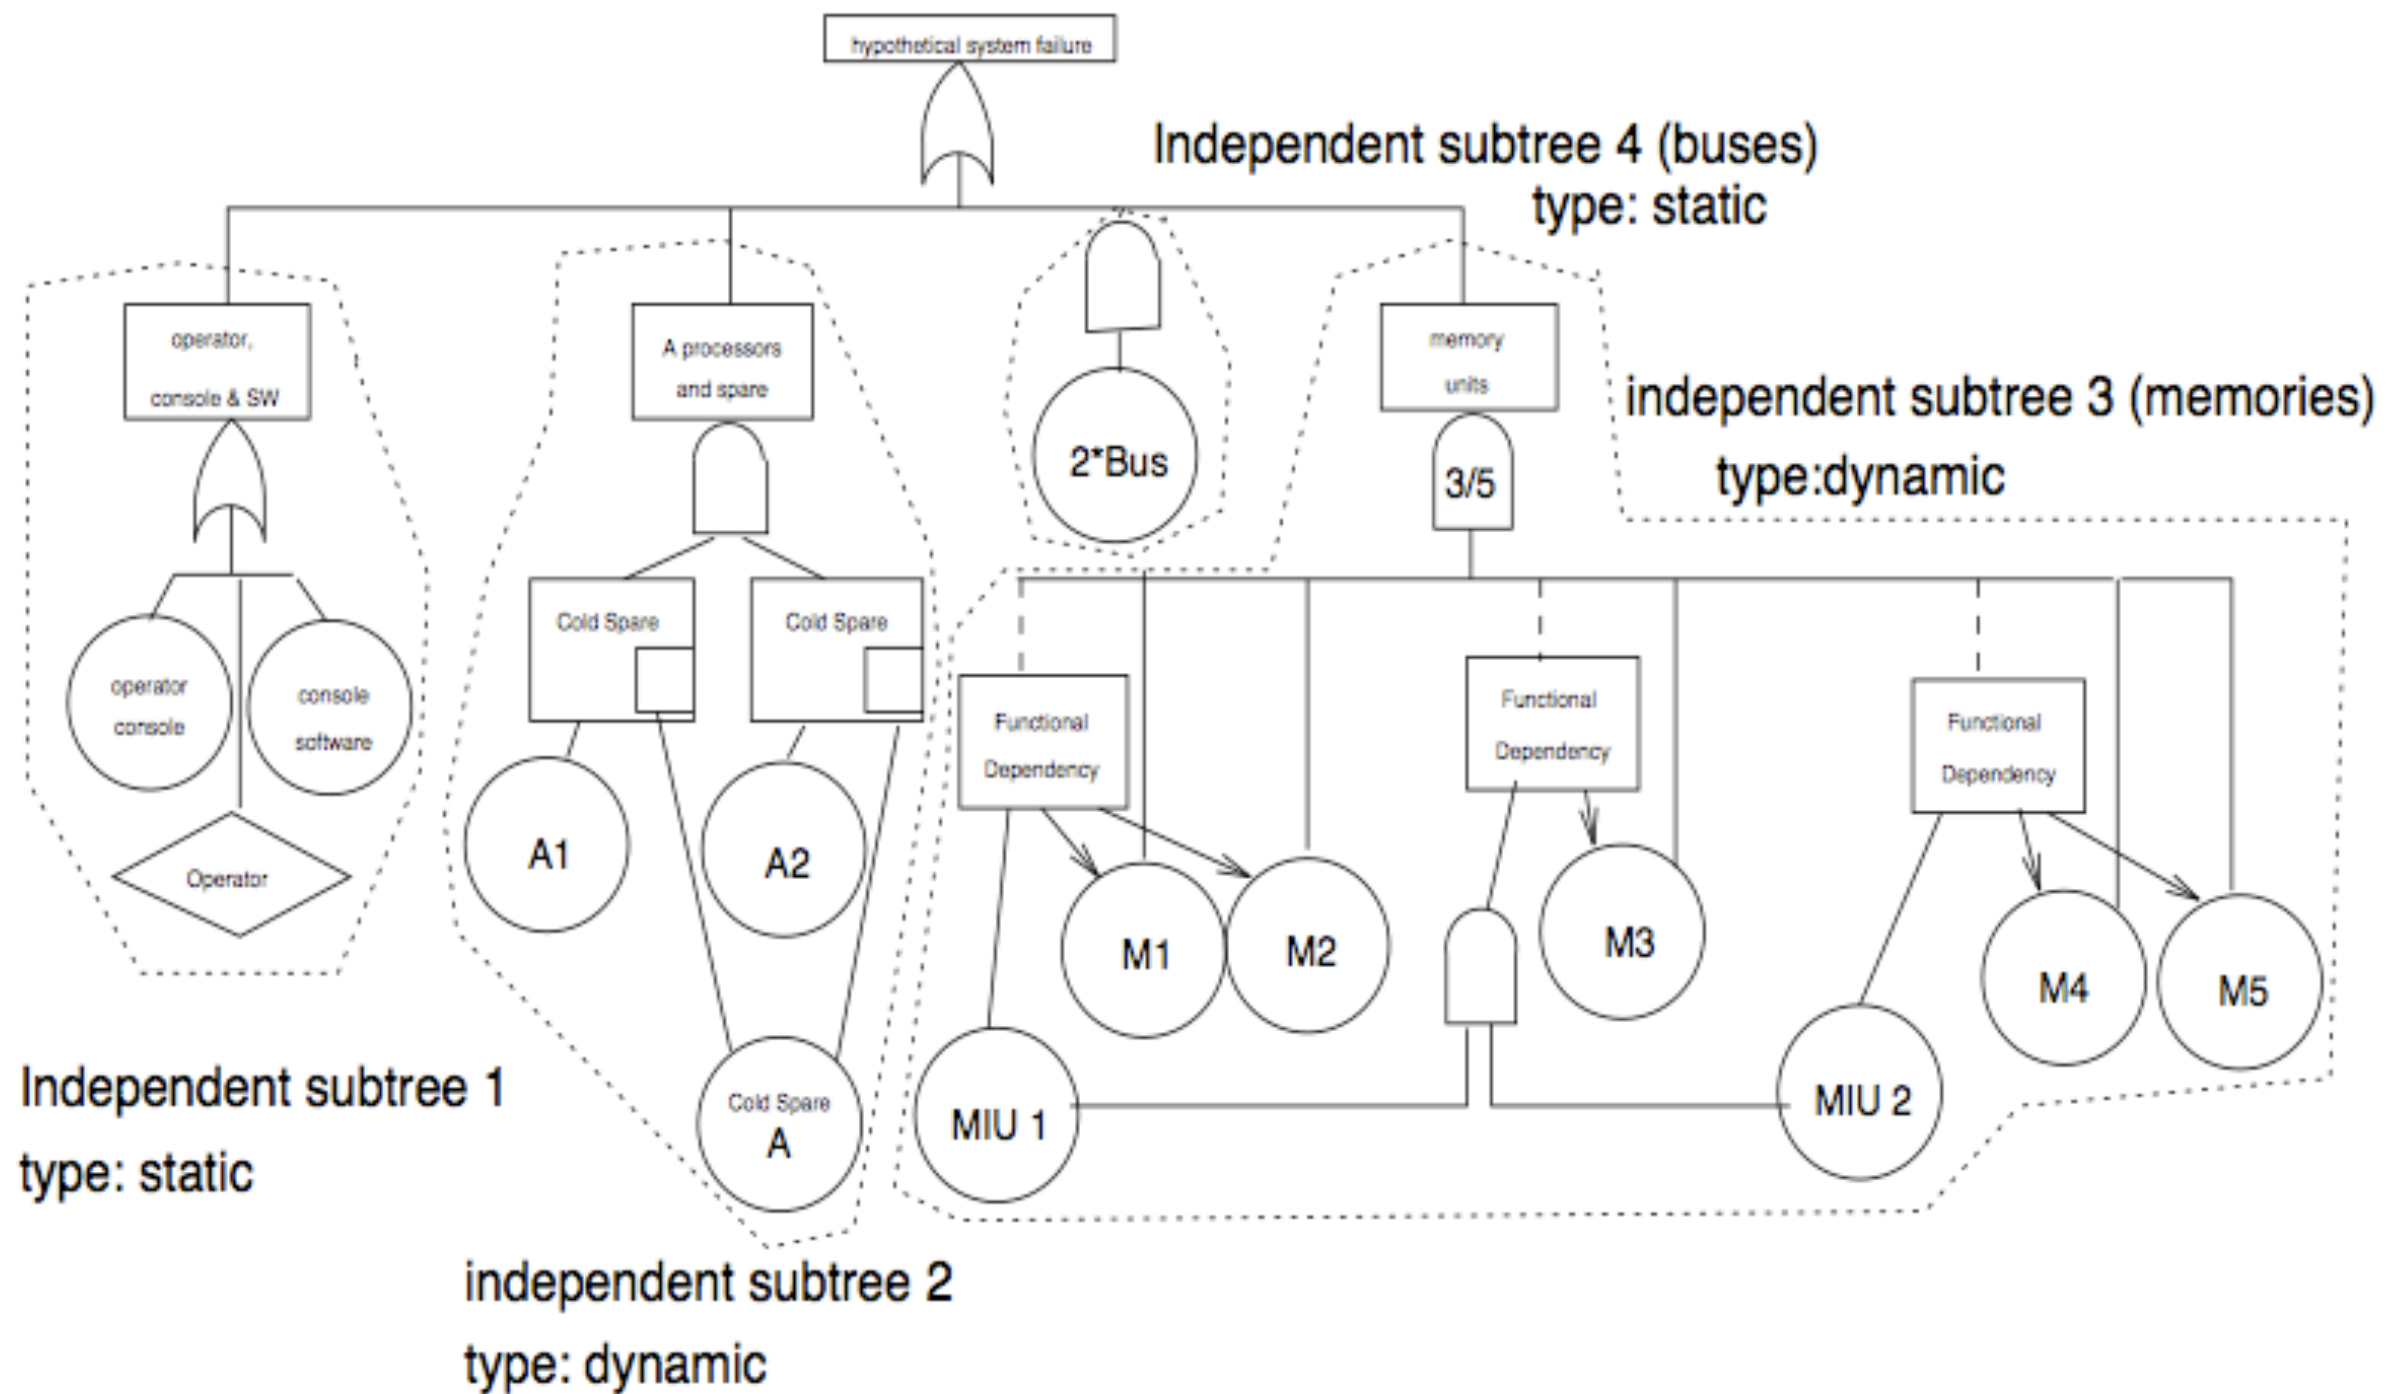 hypothetical system failure
Independent subtree 4 (buses)
type: static
operator,
console & SW
A processors
and spare
2*Bus
memory
units
independent subtree 3 (memories)
type:dynamic
3/5
operator
console
console
software
Operator
Cold Spare
Cold Spare
A1
A2
Cold Spare
A
Functional
Dependency
Functional
Dependency
Functional
Dependency
M1
M2
M3
M4
M5
MIU 1
MIU 2
Independent subtree 1
type: static
independent subtree 2
type: dynamic